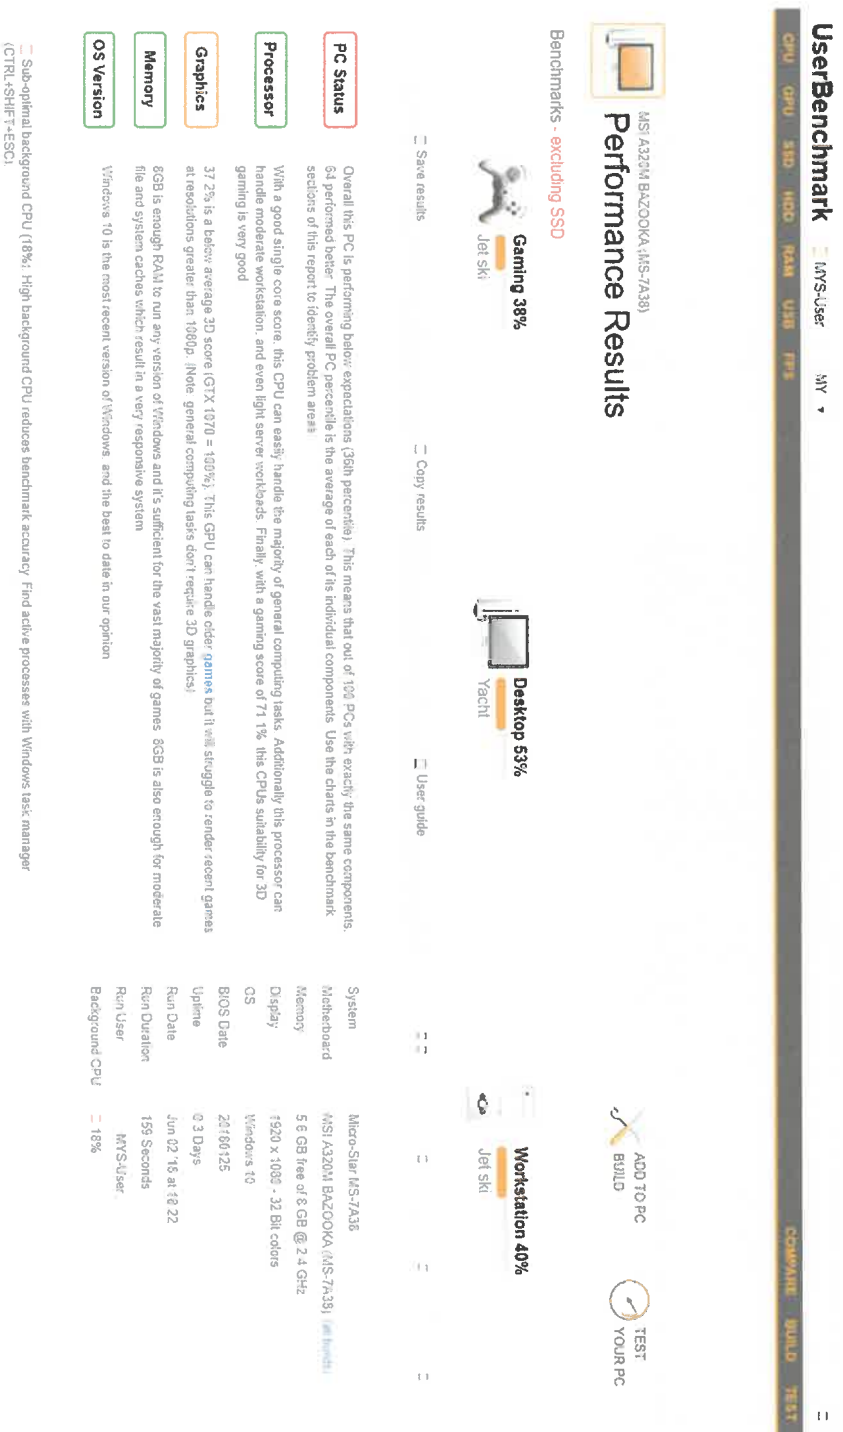 UserBenchmark MYS-User MY
CPU GPU SSD HDD RAM USB FPS COMPARE BUILD TEST
MSI A320M BAZOOKA (MS-7A38)
Performance Results
ADD TO PC
BUILD
TEST
YOUR PC
Benchmarks - excluding SSD
Gaming 38%
Jet ski
Desktop 53%
Yacht
Workstation 40%
Jet ski
Save results
Copy results
User guide
PC Status
Overall this PC is performing below expectations (36th percentile). This means that out of 100 PCs with exactly the same components,
64 performed better. The overall PC percentile is the average of each of its individual components. Use the charts in the benchmark
sections of this report to identify problem areas.
Processor
With a good single core score, this CPU can easily handle the majority of general computing tasks. Additionally this processor can
handle moderate workstation, and even light server workloads. Finally, with a gaming score of 71.1%, this CPUs suitability for 3D
gaming is very good
Graphics
37.2% is a below average 3D score (GTX 1070 = 100%). This GPU can handle older games but it will struggle to render recent games
at resolutions greater than 1080p. (Note: general computing tasks don't require 3D graphics)
Memory
8GB is enough RAM to run any version of Windows and it's sufficient for the vast majority of games. 8GB is also enough for moderate
file and system caches which result in a very responsive system
OS Version
Windows 10 is the most recent version of Windows, and the best to date in our opinion
System Micro-Star MS-7A38
Motherboard MSI A320M BAZOOKA (MS-7A38)
Memory 5.6 GB free of 8 GB @ 2.4 GHz
Display 1920 x 1080 - 32 Bit colors
OS Windows 10
BIOS Date 20180125
Uptime 0.3 Days
Run Date Jun 02 at 18:22
Run Duration 159 Seconds
Run User MYS-User
Background CPU 18%
Sub-optimal background CPU (18%). High background CPU reduces benchmark accuracy. Find active processes with Windows task manager
(CTRL+SHIFT+ESC).